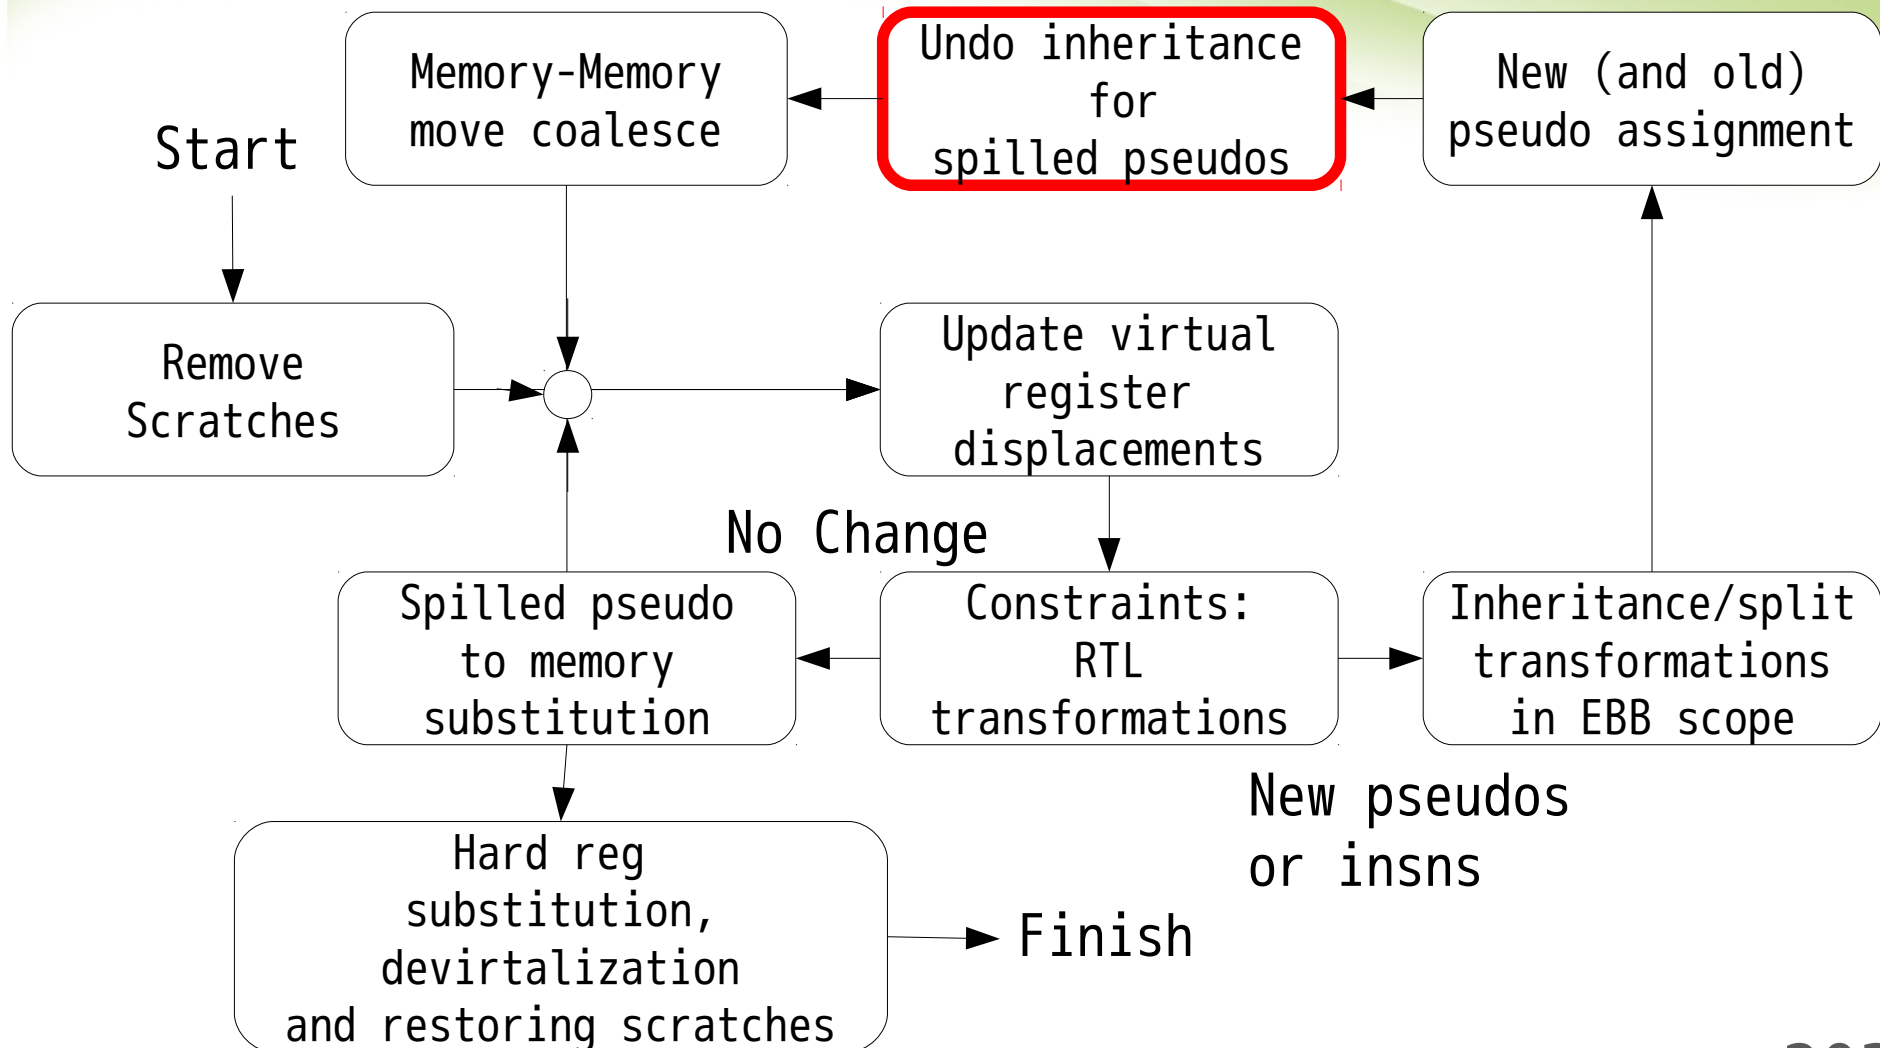 Memory-Memory
move coalesce
Undo inheritance
for
spilled pseudos
New (and old)
pseudo assignment
Start
Remove
Scratches
Update virtual
register
displacements
No Change
Spilled pseudo
to memory
substitution
Constraints:
RTL
transformations
Inheritance/split
transformations
in EBB scope
New pseudos
or insns
Hard reg
substitution,
devirtalization
and restoring scratches
Finish